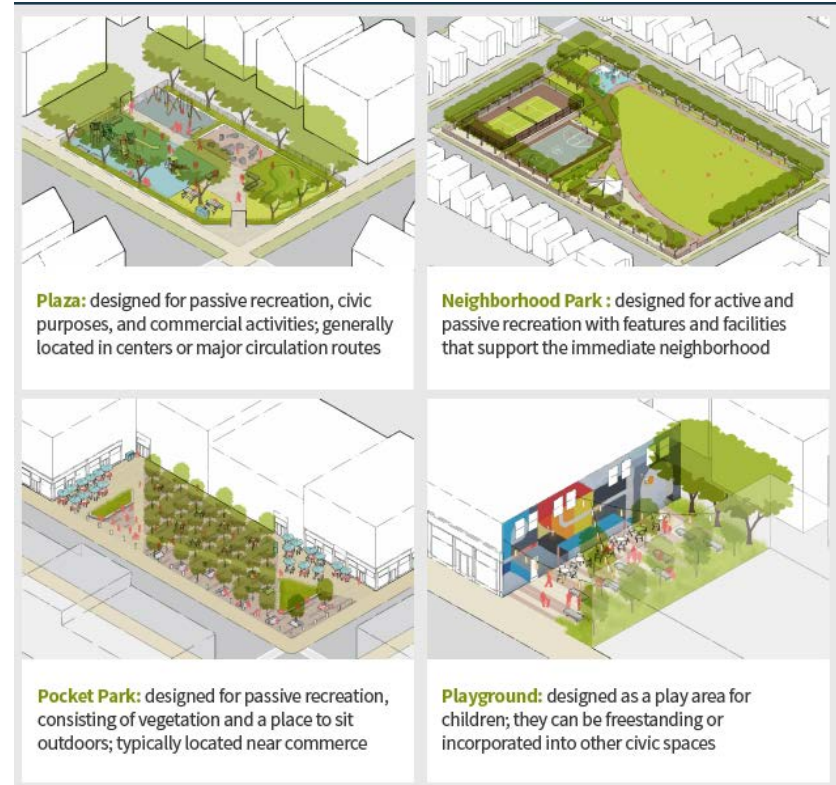 Plaza: designed for passive recreation, civic
purposes, and commercial activities; generally
located in centers or major circulation routes
Neighborhood Park : designed for active and
passive recreation with features and facilities
that support the immediate neighborhood
Pocket Park: designed for passive recreation,
consisting of vegetation and a place to sit
outdoors; typically located near commerce
Playground: designed as a play area for
children; they can be freestanding or
incorporated into other civic spaces